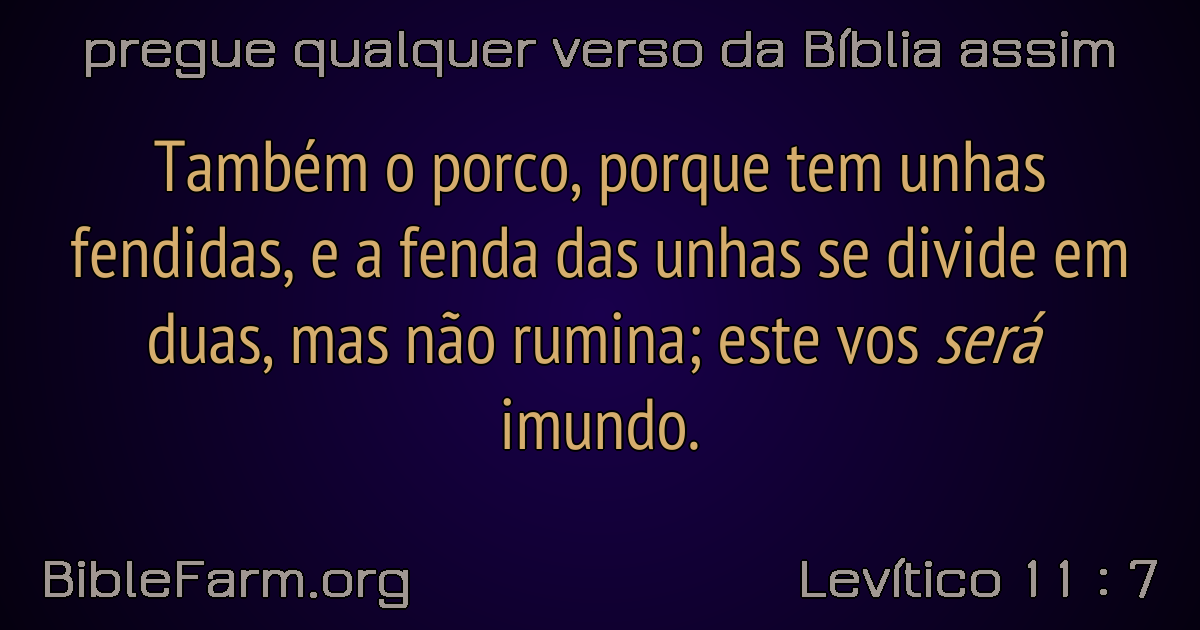 pregue qualquer verso da Bíblia assim
Também o porco, porque tem unhas
fendidas, e a fenda das unhas se divide em
duas, mas não rumina; este vos será
imundo.
BibleFarm.org
Levítico 11 : 7